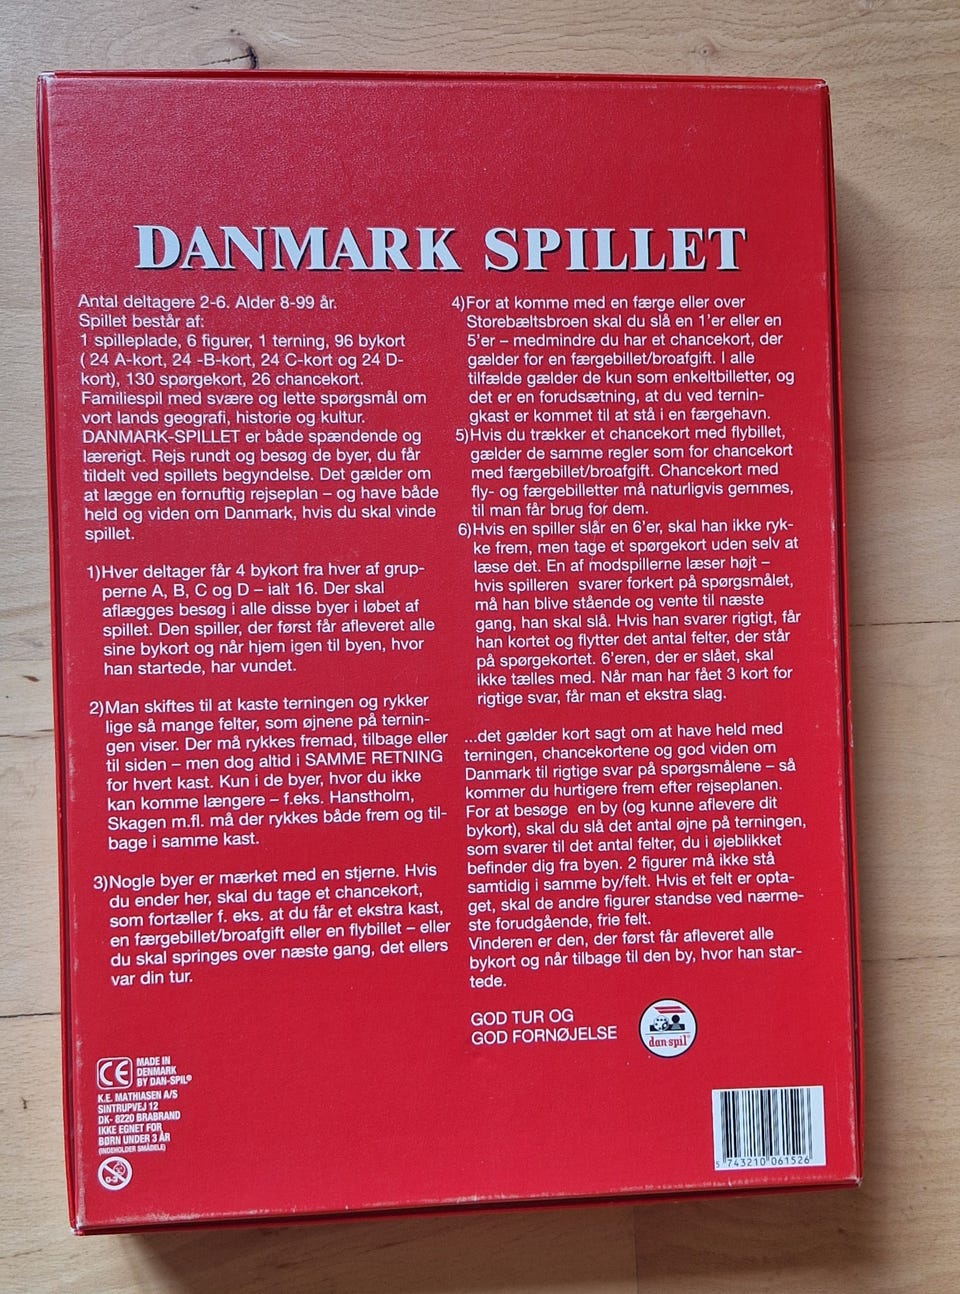 DANMARK SPILLET
Antal deltagere 2-6. Alder 8-99 år.
Spillet består af:
1 spilleplade, 6 figurer, 1 terning, 96 bykort
( 24 A-kort, 24 -B-kort, 24 C-kort og 24 D-
kort), 130 spørgekort, 26 chancekort.
Familiespil med svære og lette spørgsmål om
vort lands geografi, historie og kultur.
DANMARK-SPILLET er både spændende og
lærerigt. Rejs rundt og besøg de byer, du får
tildelt ved spillets begyndelse. Det gælder om
at lægge en fornuftig rejseplan – og have både
held og viden om Danmark, hvis du skal vinde
spillet.
1)Hver deltager får 4 bykort fra hver af grup-
perne A, B, C og D – ialt 16. Der skal
aflægges besøg i alle disse byer i løbet af
spillet. Den spiller, der først får afleveret alle
sine bykort og når hjem igen til byen, hvor
han startede, har vundet.
2)Man skiftes til at kaste terningen og rykker
lige så mange felter, som øjnene på ternin-
gen viser. Der må rykkes fremad, tilbage eller
til siden – men dog altid i SAMME RETNING
for hvert kast. Kun i de byer, hvor du ikke
kan komme længere – f.eks. Hanstholm,
Skagen m.fl. må der rykkes både frem og til-
bage i samme kast.
3)Nogle byer er mærket med en stjerne. Hvis
du ender her, skal du tage et chancekort,
som fortæller f. eks. at du får et ekstra kast,
en færgebillet/broafgift eller en flybillet – eller
du skal springes over næste gang, det ellers
var din tur.
4)For at komme med en færge eller over
Storebæltsbroen skal du slå en 1'er eller en
5'er – medmindre du har et chancekort, der
gælder for en færgebillet/broafgift. I alle
tilfælde gælder de kun som enkeltbilletter, og
det er en forudsætning, at du ved ternin-
gkast er kommet til at stå i en færgehavn.
5)Hvis du trækker et chancekort med flybillet,
gælder de samme regler som for chancekort
med færgebillet/broafgift. Chancekort med
fly- og færgebilletter må naturligvis gemmes,
til man får brug for dem.
6)Hvis en spiller slår en 6'er, skal han ikke ryk-
ke frem, men tage et spørgekort uden selv at
læse det. En af modspillerne læser højt –
hvis spilleren svarer forkert på spørgsmålet,
må han blive stående og vente til næste
gang, han skal slå. Hvis han svarer rigtigt, får
han kortet og flytter det antal felter, der står
på spørgekortet. 6'eren, der er slået, skal
ikke tælles med. Når man har fået 3 kort for
rigtige svar, får man et ekstra slag.
...det gælder kort sagt om at have held med
terningen, chancekortene og god viden om
Danmark til rigtige svar på spørgsmålene – så
kommer du hurtigere frem efter rejseplanen.
For at besøge en by (og kunne aflevere dit
bykort), skal du slå det antal øjne på terningen,
som svarer til det antal felter, du i øjeblikket
befinder dig fra byen. 2 figurer må ikke stå
samtidig i samme by/felt. Hvis et felt er opta-
get, skal de andre figurer standse ved nærme-
ste forudgående, frie felt.
Vinderen er den, der først får afleveret alle
bykort og når tilbage til den by, hvor han star-
tede.
GOD TUR OG
GOD FORNØJELSE
dan-spil®
CE
MADE IN
DENMARK
BY DAN-SPIL®
K.E. MATHIASEN A/S
SINTRUPVEJ 12
DK- 8220 BRABRAND
IKKE EGNET FOR
BØRN UNDER 3 ÅR
(INDEHOLDER SMÅDELE)
0-3
5 743210 061526